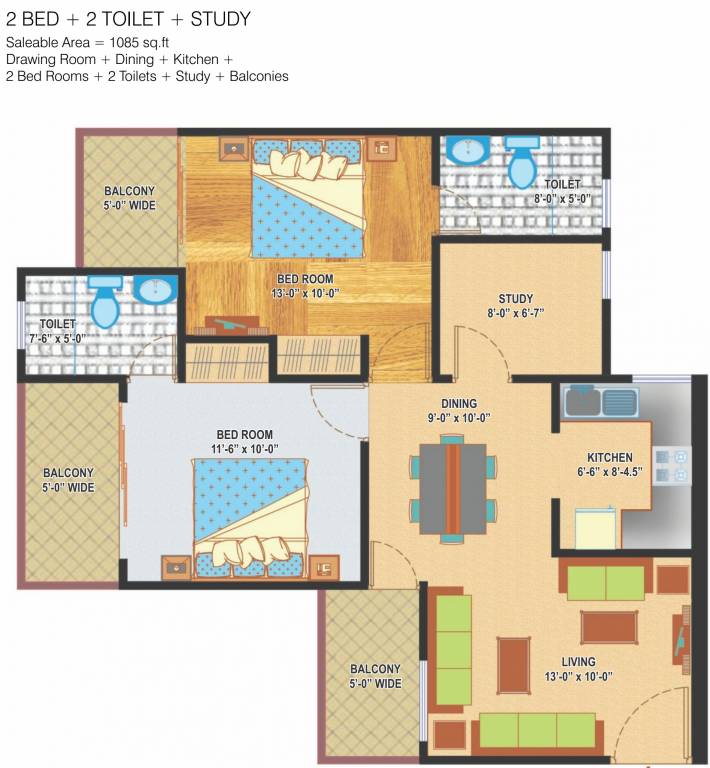 2 BED + 2 TOILET + STUDY
Saleable Area = 1085 sq.ft
Drawing Room + Dining + Kitchen +
2 Bed Rooms + 2 Toilets + Study + Balconies
BALCONY
5'-0" WIDE
TOILET
8'-0" x 5'-0"
BED ROOM
13'-0" x 10'-0"
STUDY
8'-0" x 6'-7"
TOILET
7'-6" x 5'-0"
DINING
9'-0" x 10'-0"
BED ROOM
11'-6" x 10'-0"
KITCHEN
6'-6" x 8'-4.5"
BALCONY
5'-0" WIDE
LIVING
13'-0" x 10'-0"
BALCONY
5'-0" WIDE